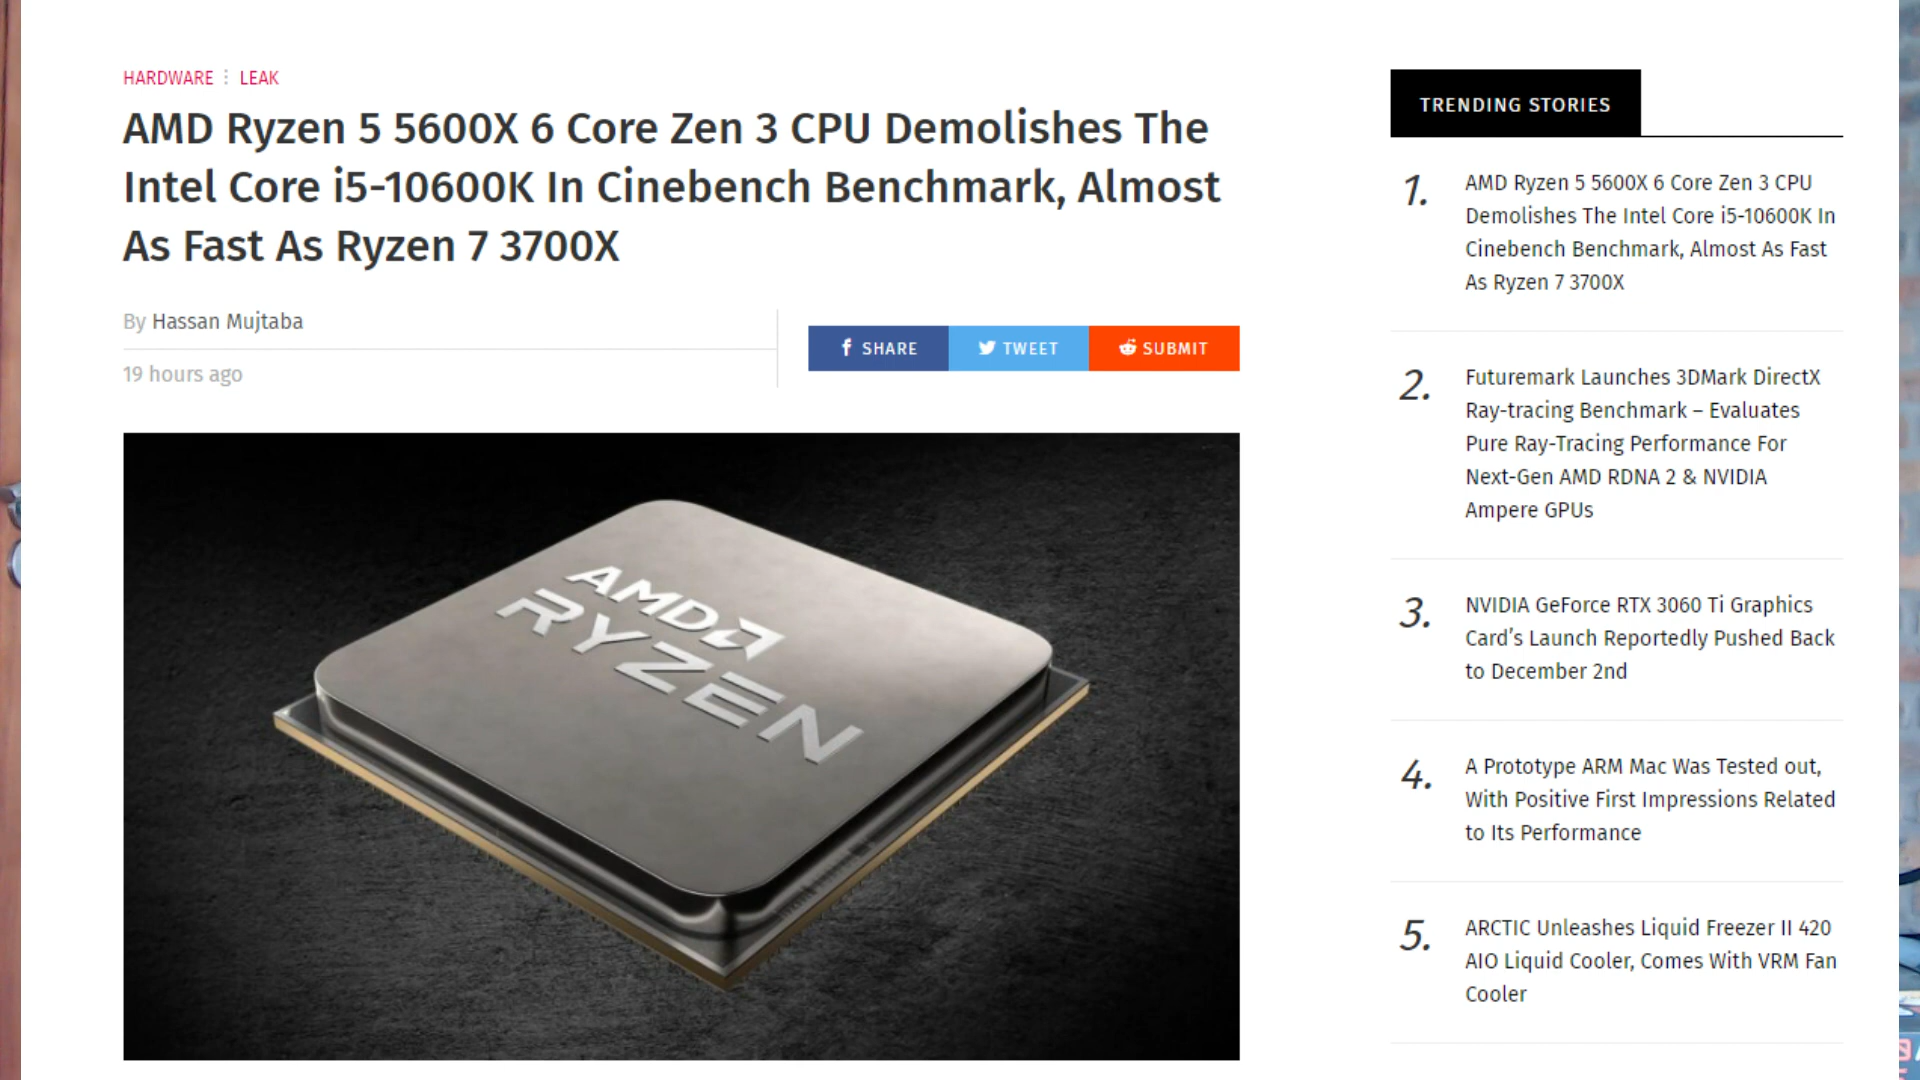 HARDWARE LEAK
AMD Ryzen 5 5600X 6 Core Zen 3 CPU Demolishes The
Intel Core i5-10600K In Cinebench Benchmark, Almost
As Fast As Ryzen 7 3700X
By Hassan Mujtaba
19 hours ago
SHARE
TWEET
SUBMIT
AMD
RYZEN
TRENDING STORIES
1.
AMD Ryzen 5 5600X 6 Core Zen 3 CPU
Demolishes The Intel Core i5-10600K In
Cinebench Benchmark, Almost As Fast
As Ryzen 7 3700X
2.
Futuremark Launches 3DMark DirectX
Ray-tracing Benchmark – Evaluates
Pure Ray-Tracing Performance For
Next-Gen AMD RDNA 2 & NVIDIA
Ampere GPUs
3.
NVIDIA GeForce RTX 3060 Ti Graphics
Card’s Launch Reportedly Pushed Back
to December 2nd
4.
A Prototype ARM Mac Was Tested out,
With Positive First Impressions Related
to Its Performance
5.
ARCTIC Unleashes Liquid Freezer II 420
AIO Liquid Cooler, Comes With VRM Fan
Cooler